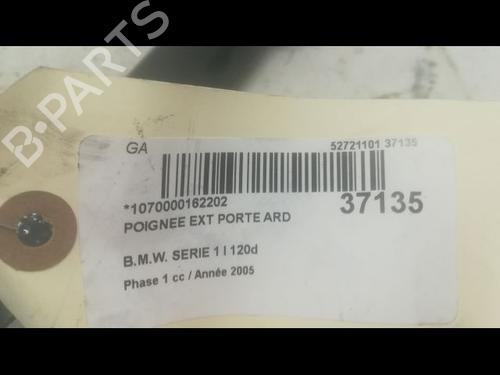 GA
52721101 37135
*1070000162202
37135
POIGNEE EXT PORTE ARD
B.M.W. SERIE 1 I 120d
Phase 1 cc / Année 2005
B-PARTS